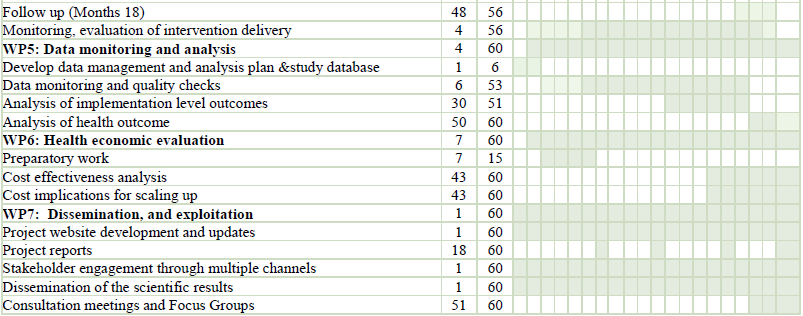 Follow up (Months 18) 48 56
Monitoring, evaluation of intervention delivery 4 56
WP5: Data monitoring and analysis 4 60
Develop data management and analysis plan &study database 1 6
Data monitoring and quality checks 6 53
Analysis of implementation level outcomes 30 51
Analysis of health outcome 50 60
WP6: Health economic evaluation 7 60
Preparatory work 7 15
Cost effectiveness analysis 43 60
Cost implications for scaling up 43 60
WP7: Dissemination, and exploitation 1 60
Project website development and updates 1 60
Project reports 18 60
Stakeholder engagement through multiple channels 1 60
Dissemination of the scientific results 1 60
Consultation meetings and Focus Groups 51 60